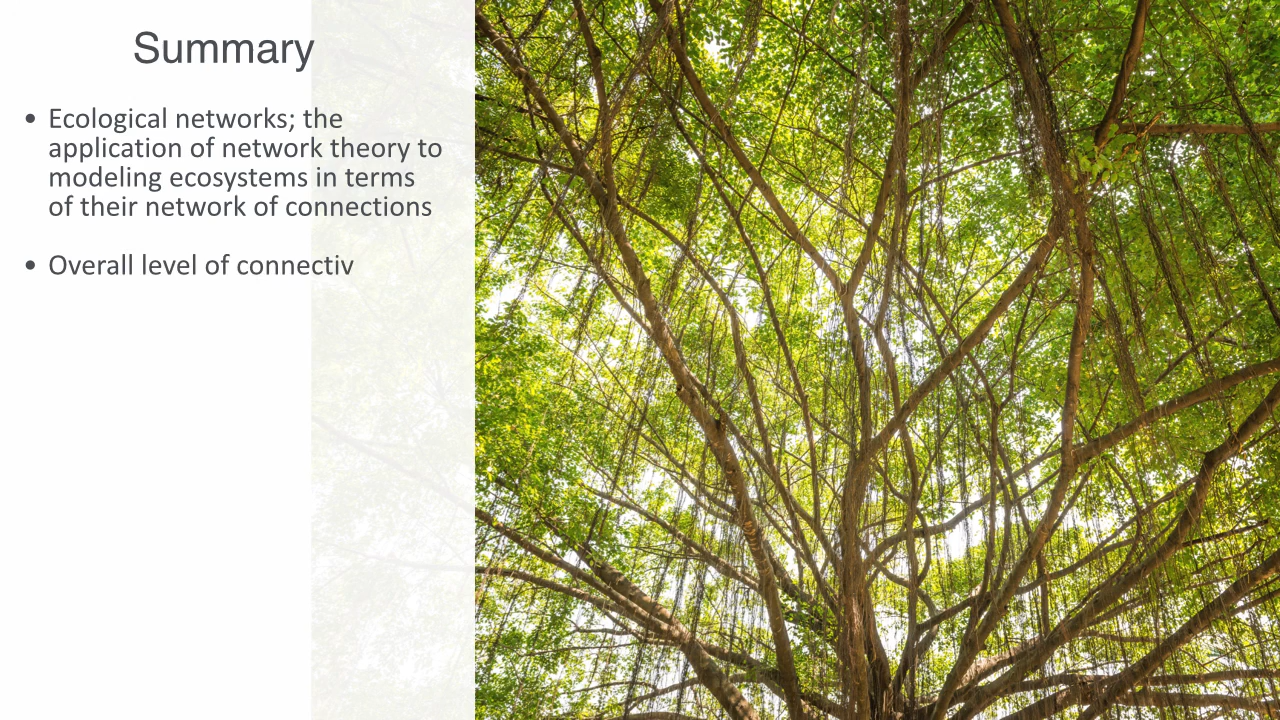 Summary
• Ecological networks; the
application of network theory to
modeling ecosystems in terms
of their network of connections
• Overall level of connectiv